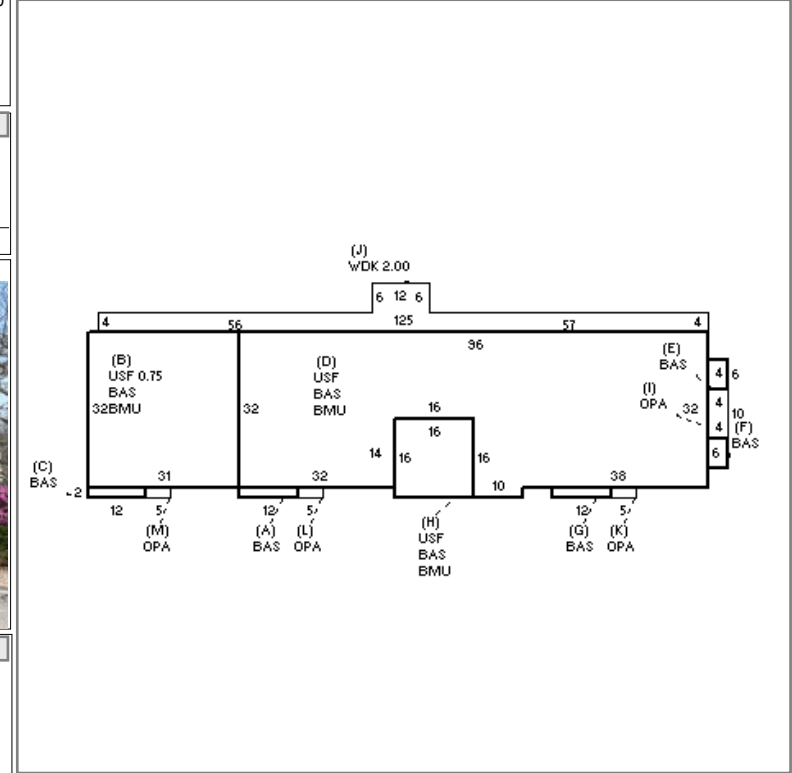 (J)
WDK 2.00
6 12 6
4 56 125 57 4
96
(B)
USF 0.75
BAS
BMU
32
(D)
USF
BAS
BMU
32
(E)
BAS
4 6
(I)
OPA
32
4
10
4
(F)
BAS
6
16
16
14
16
16
31
32
10
38
(C)
BAS
2
12
5
(M)
OPA
12
5
(A)
BAS
(L)
OPA
(H)
USF
BAS
BMU
12
5
(G)
BAS
(K)
OPA